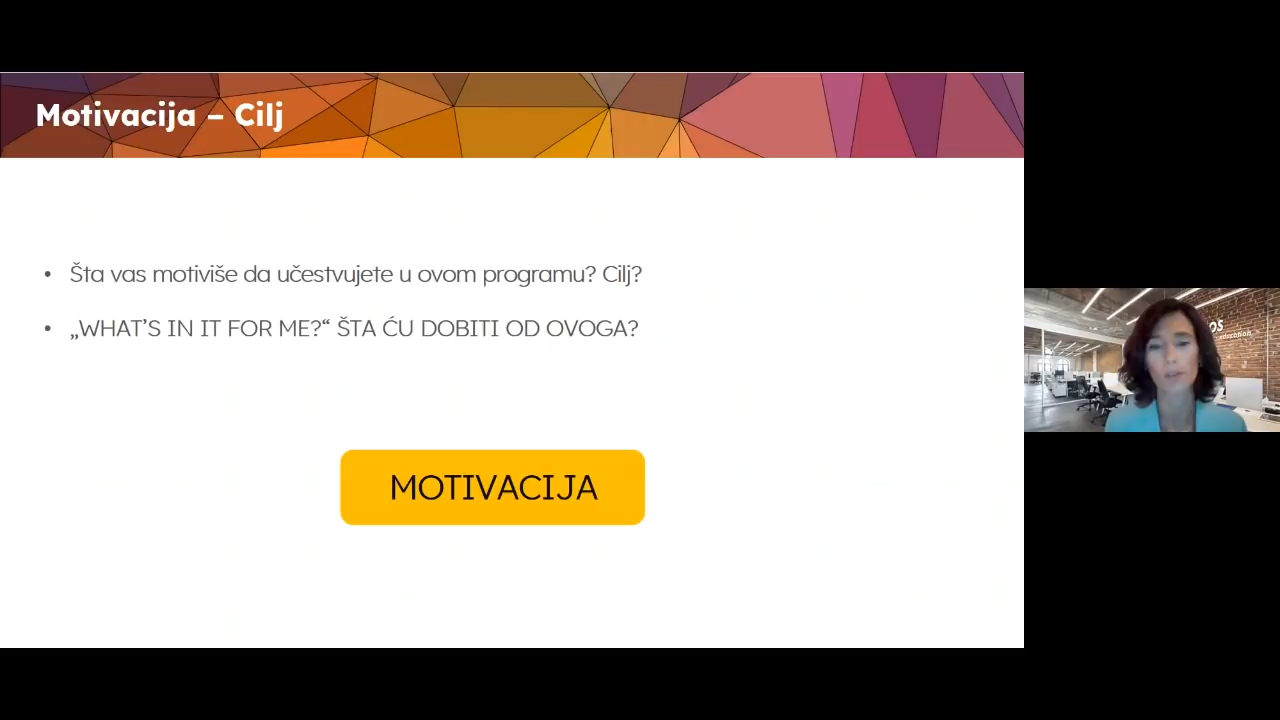 Motivacija – Cilj
• Šta vas motiviše da učestvujete u ovom programu? Cilj?
• „WHAT’S IN IT FOR ME?“ ŠTA ĆU DOBITI OD OVOGA?
MOTIVACIJA